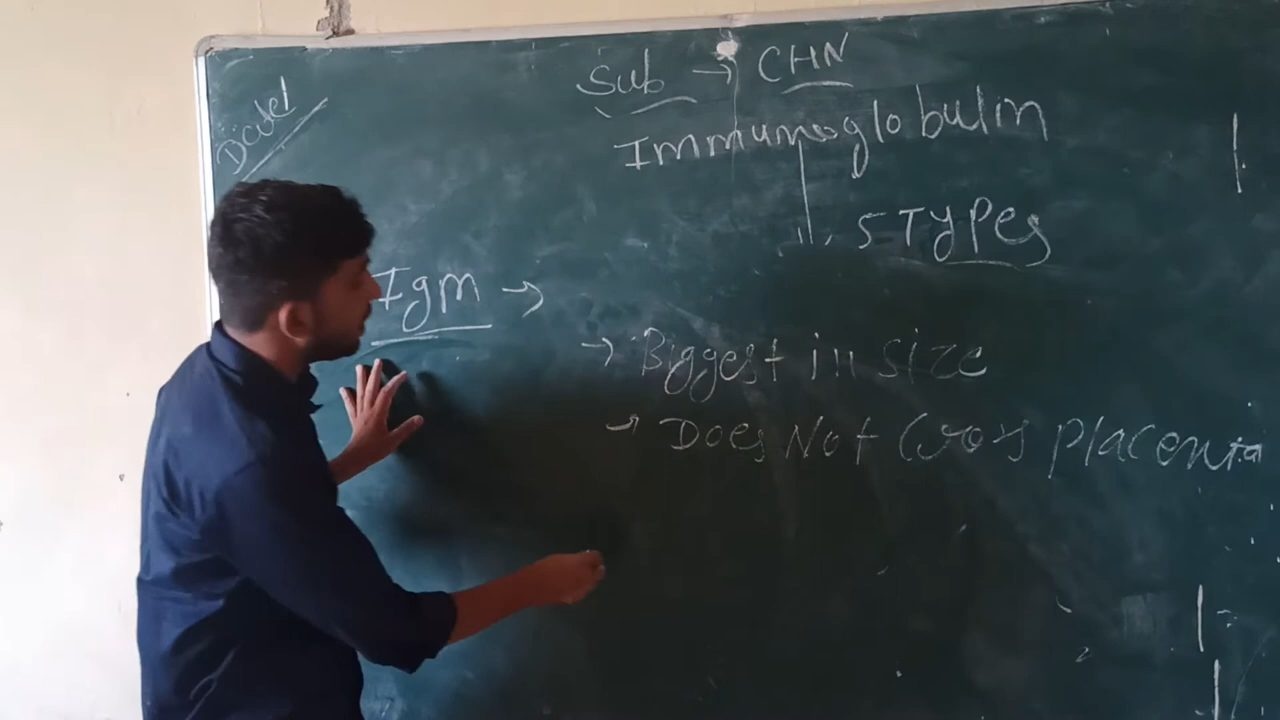 Sub → CHN
Immunoglobulin
5 TYPes
Igm →
→ Biggest in size
→ Does Not Cross placenta